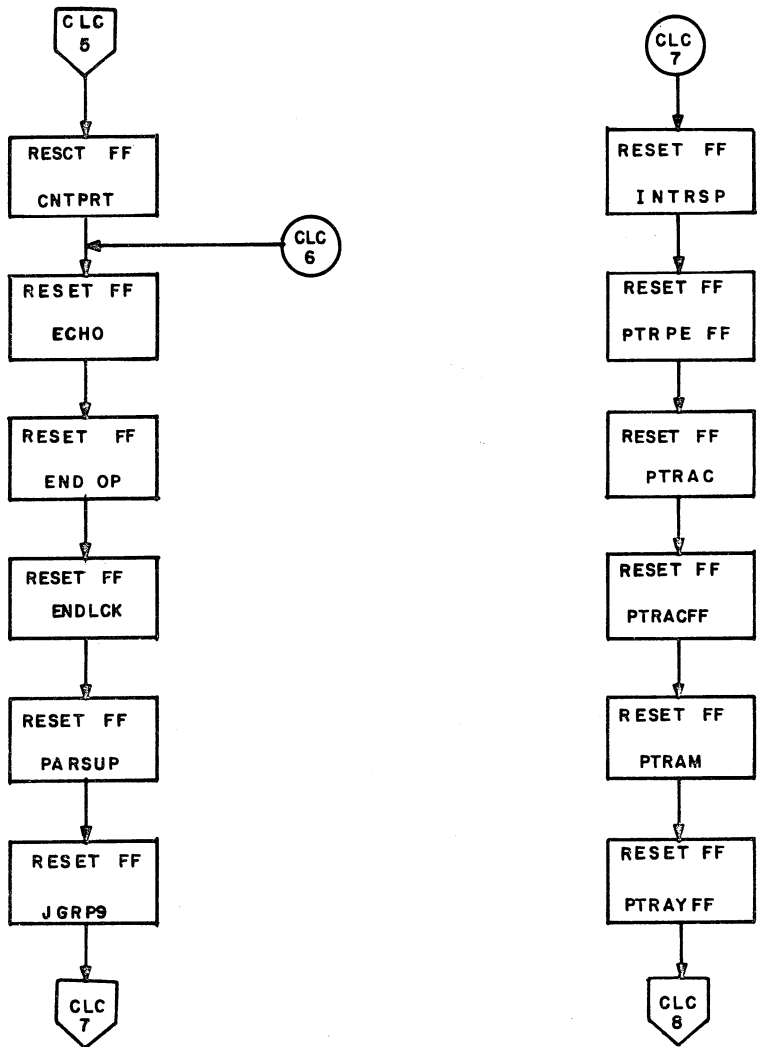 CLC
5
RESCT FF
CNTPRT
CLC
6
RESET FF
ECHO
RESET FF
END OP
RESET FF
ENDLCK
RESET FF
PARSUP
RESET FF
JGRP9
CLC
7
CLC
7
RESET FF
INTRSP
RESET FF
PTRPE FF
RESET FF
PTRAC
RESET FF
PTRACFF
RESET FF
PTRAM
RESET FF
PTRAYFF
CLC
8